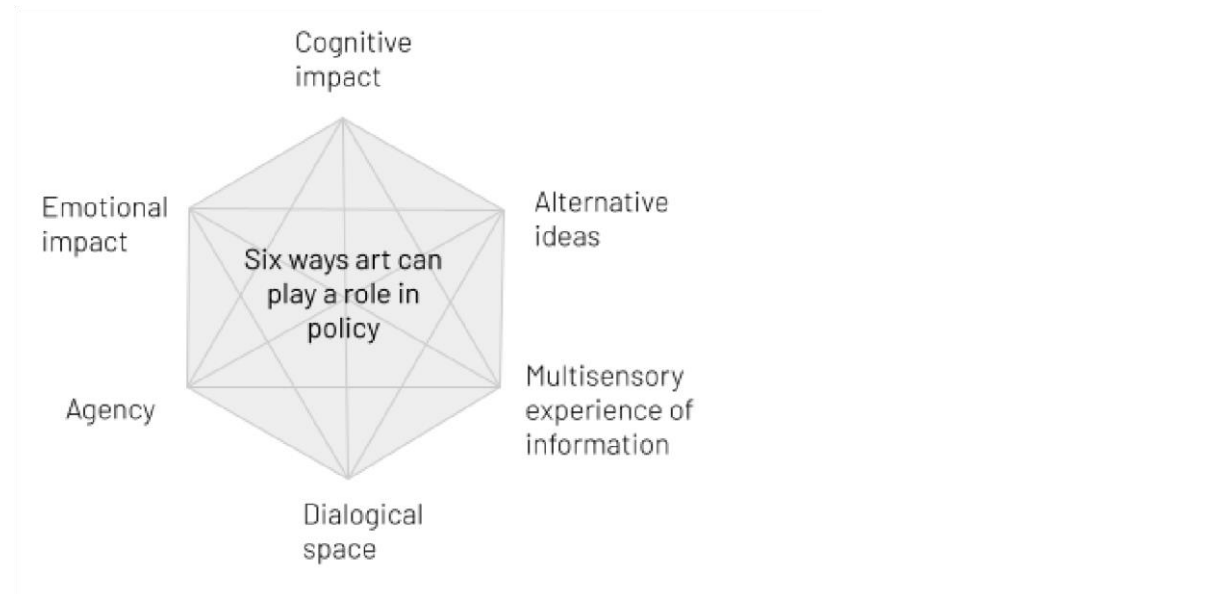 Cognitive
impact
Emotional
impact
Alternative
ideas
Six ways art can
play a role in
policy
Agency
Multisensory
experience of
information
Dialogical
space